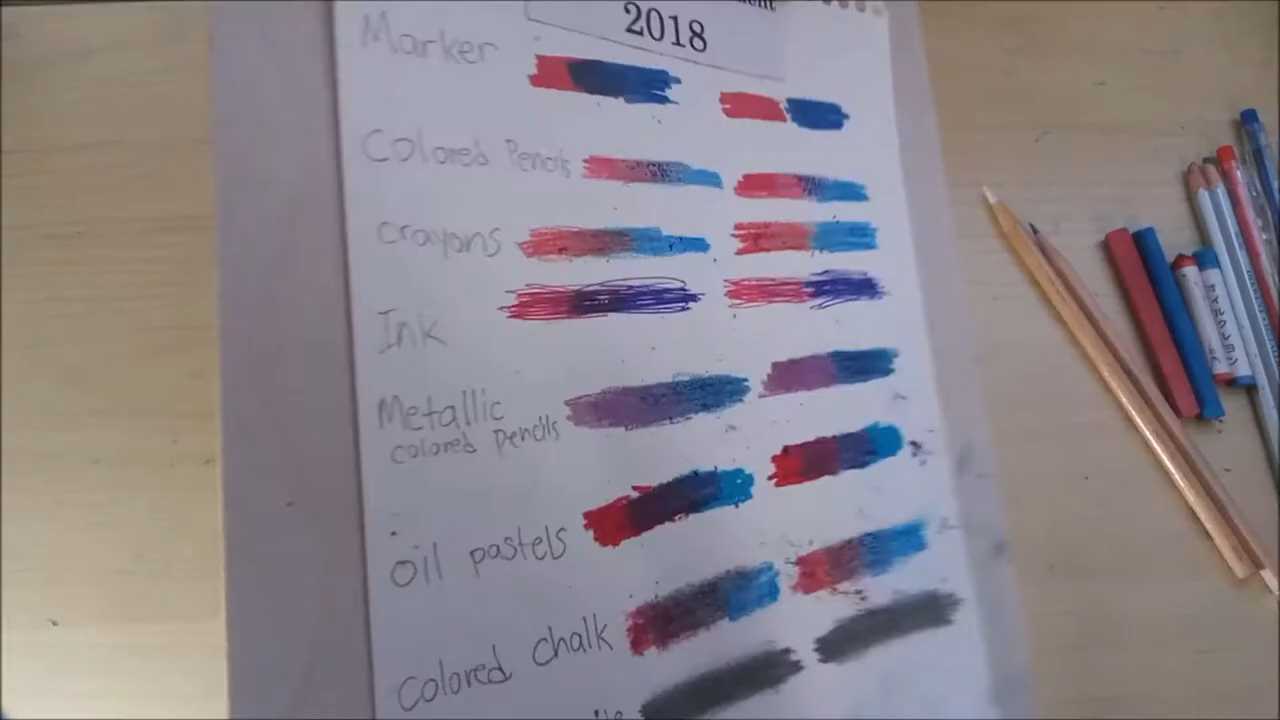 2018
Marker
Colored Pencils
crayons
Ink
Metallic
colored Pencils
oil pastels
Colored chalk